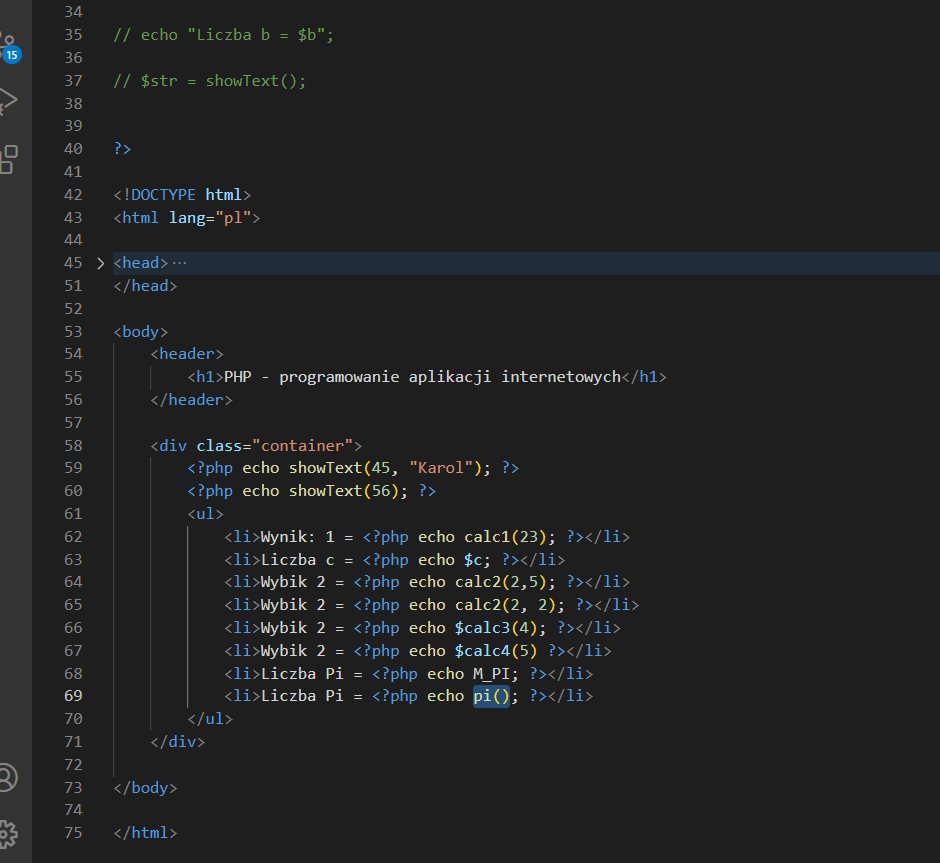 34
35 // echo "Liczba b = $b";
36
37 // $str = showText();
38
39
40 ?>
41
42 <!DOCTYPE html>
43 <html lang="pl">
44
45 <head>···
51 </head>
52
53 <body>
54 <header>
55 <h1>PHP - programowanie aplikacji internetowych</h1>
56 </header>
57
58 <div class="container">
59 <?php echo showText(45, "Karol"); ?>
60 <?php echo showText(56); ?>
61 <ul>
62 <li>Wynik: 1 = <?php echo calc1(23); ?></li>
63 <li>Liczba c = <?php echo $c; ?></li>
64 <li>Wybik 2 = <?php echo calc2(2,5); ?></li>
65 <li>Wybik 2 = <?php echo calc2(2, 2); ?></li>
66 <li>Wybik 2 = <?php echo $calc3(4); ?></li>
67 <li>Wybik 2 = <?php echo $calc4(5) ?></li>
68 <li>Liczba Pi = <?php echo M_PI; ?></li>
69 <li>Liczba Pi = <?php echo pi(); ?></li>
70 </ul>
71 </div>
72
73 </body>
74
75 </html>
15